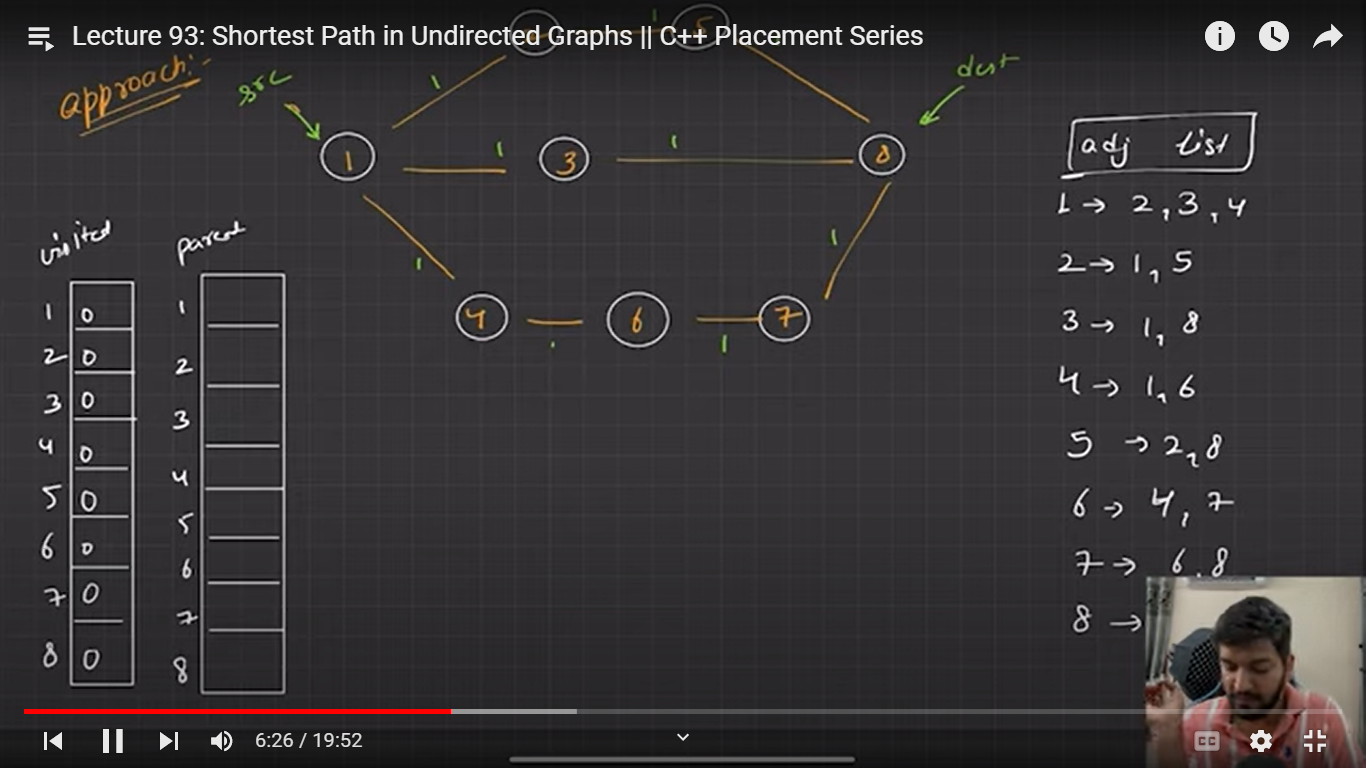 Lecture 93: Shortest Path in Undirected Graphs || C++ Placement Series
approach:-
src
dest
1
5
1
1
1
1
3
8
1
1
4
6
7
1
adj list
1 → 2, 3, 4
2 → 1, 5
3 → 1, 8
4 → 1, 6
5 → 2, 8
6 → 4, 7
7 → 6, 8
8 →
visited
1 0
2 0
3 0
4 0
5 0
6 0
7 0
8 0
parent
1
2
3
4
5
6
7
8
6:26 / 19:52
CC